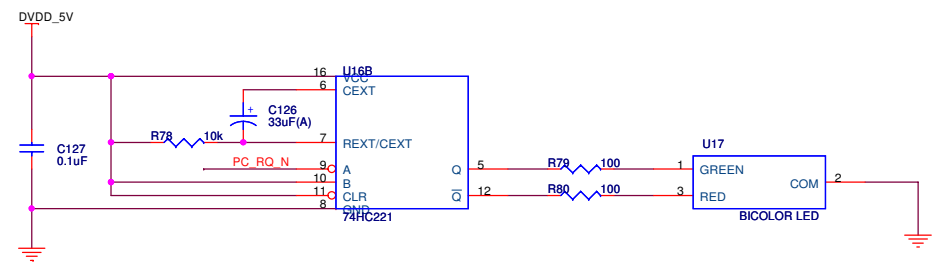 DVDD_5V
C127
0.1uF
R78 10k
C126
33uF(A)
+
PC_RQ_N
U16B
16 VCC
6 CEXT
7 REXT/CEXT
9 A
10 B
11 CLR
8 GND
74HC221
Q 5
Q 12
R79 100
R80 100
U17
1 GREEN
3 RED
COM 2
BICOLOR LED